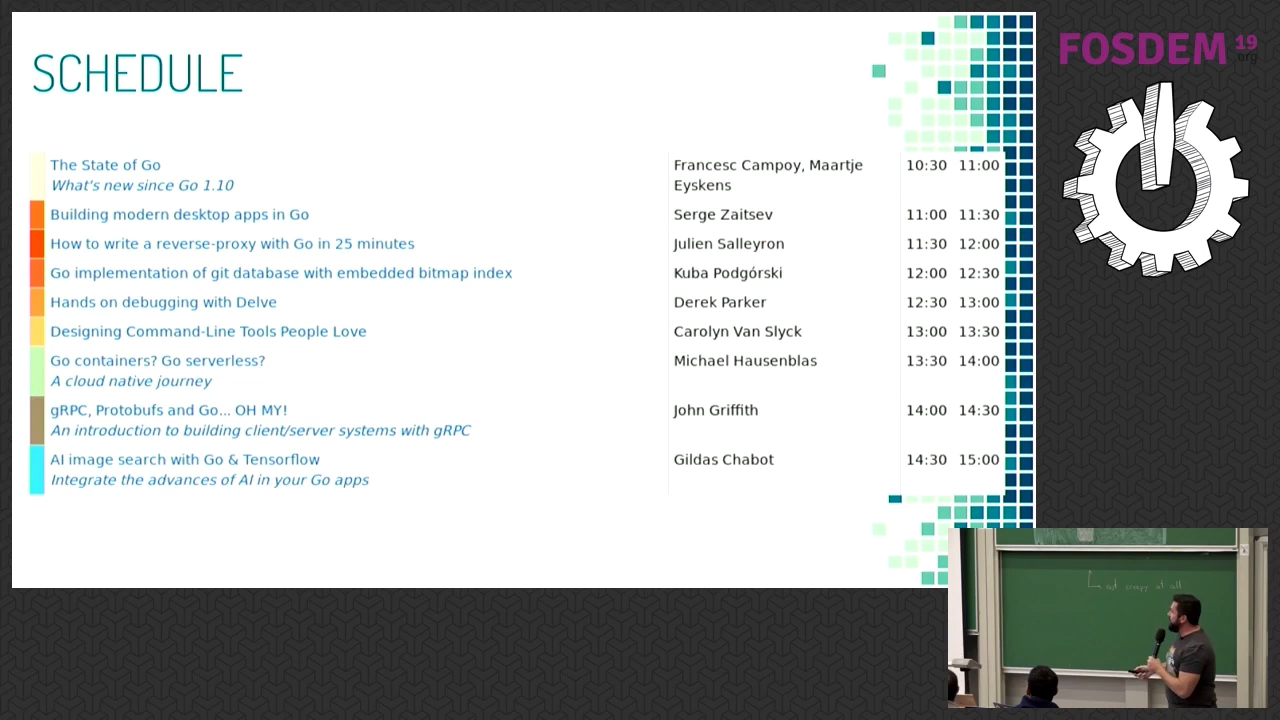 SCHEDULE
The State of Go Francesc Campoy, Maartje 10:30 11:00
What's new since Go 1.10 Eyskens
Building modern desktop apps in Go Serge Zaitsev 11:00 11:30
How to write a reverse-proxy with Go in 25 minutes Julien Salleyron 11:30 12:00
Go implementation of git database with embedded bitmap index Kuba Podgórski 12:00 12:30
Hands on debugging with Delve Derek Parker 12:30 13:00
Designing Command-Line Tools People Love Carolyn Van Slyck 13:00 13:30
Go containers? Go serverless? Michael Hausenblas 13:30 14:00
A cloud native journey
gRPC, Protobufs and Go... OH MY! John Griffith 14:00 14:30
An introduction to building client/server systems with gRPC
AI image search with Go & Tensorflow Gildas Chabot 14:30 15:00
Integrate the advances of AI in your Go apps
FOSDEM 19
.org
not creepy at all